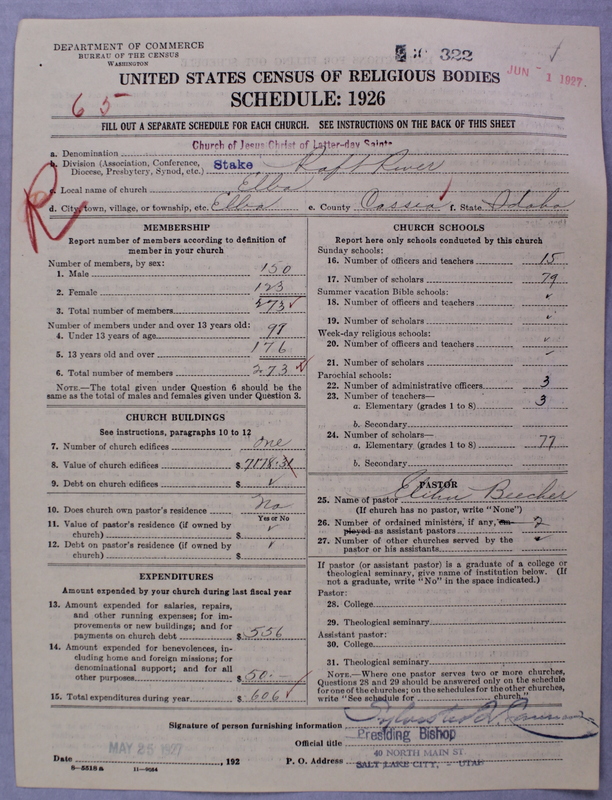 DEPARTMENT OF COMMERCE
BUREAU OF THE CENSUS
WASHINGTON
322
JUN 1 1927
UNITED STATES CENSUS OF RELIGIOUS BODIES
65
SCHEDULE: 1926
FILL OUT A SEPARATE SCHEDULE FOR EACH CHURCH. SEE INSTRUCTIONS ON THE BACK OF THIS SHEET
a. Denomination Church of Jesus Christ of Latter-day Saints
b. Division (Association, Conference, Diocese, Presbytery, Synod, etc.) Stake Raft River
c. Local name of church Elba
R
d. City, town, village, or township, etc. Elba e. County Cassia f. State Idaho
MEMBERSHIP
Report number of members according to definition of
member in your church
Number of members, by sex:
1. Male 150
2. Female 123
3. Total number of members 273
Number of members under and over 13 years old:
4. Under 13 years of age 97
5. 13 years old and over 176
6. Total number of members 273
NOTE.—The total given under Question 6 should be the
same as the total of males and females given under Question 3.
CHURCH BUILDINGS
See instructions, paragraphs 10 to 12
7. Number of church edifices one
8. Value of church edifices $ 7178.31
9. Debt on church edifices $ ✓
10. Does church own pastor's residence? No
Yes or No
11. Value of pastor's residence (if owned by
church) $ ✓
12. Debt on pastor's residence (if owned by
church) $ ✓
EXPENDITURES
Amount expended by your church during last fiscal year
13. Amount expended for salaries, repairs,
and other running expenses; for im-
provements or new buildings; and for
payments on church debt $ 556
14. Amount expended for benevolences, in-
cluding home and foreign missions; for
denominational support; and for all
other purposes $ 50.—
15. Total expenditures during year $ 606
CHURCH SCHOOLS
Report here only schools conducted by this church
Sunday schools:
16. Number of officers and teachers 15
17. Number of scholars 79
Summer vacation Bible schools:
18. Number of officers and teachers ✓
19. Number of scholars ✓
Week-day religious schools:
20. Number of officers and teachers ✓
21. Number of scholars ✓
Parochial schools:
22. Number of administrative officers 3
23. Number of teachers—
a. Elementary (grades 1 to 8) 3
b. Secondary
24. Number of scholars—
a. Elementary (grades 1 to 8) 77
b. Secondary
PASTOR
25. Name of pastor Elihu Beecher
(If church has no pastor, write "None")
26. Number of ordained ministers, if any, em-
ployed as assistant pastors 2
27. Number of other churches served by the
pastor or his assistants ✓
If pastor (or assistant pastor) is a graduate of a college or
theological seminary, give name of institution below. (If
not a graduate, write "No" in the space indicated.)
Pastor:
28. College
29. Theological seminary
Assistant pastor:
30. College
31. Theological seminary
NOTE.—Where one pastor serves two or more churches,
Questions 28 and 29 should be answered only on the schedule
for one of the churches; on the schedules for the other churches,
write "See schedule for church."
Signature of person furnishing information Sylvester Q. Cannon
Official title Presiding Bishop
MAY 25 1927
Date , 192 P. O. Address 40 NORTH MAIN ST.
SALT LAKE CITY, UTAH
8-5518 a 11-9084